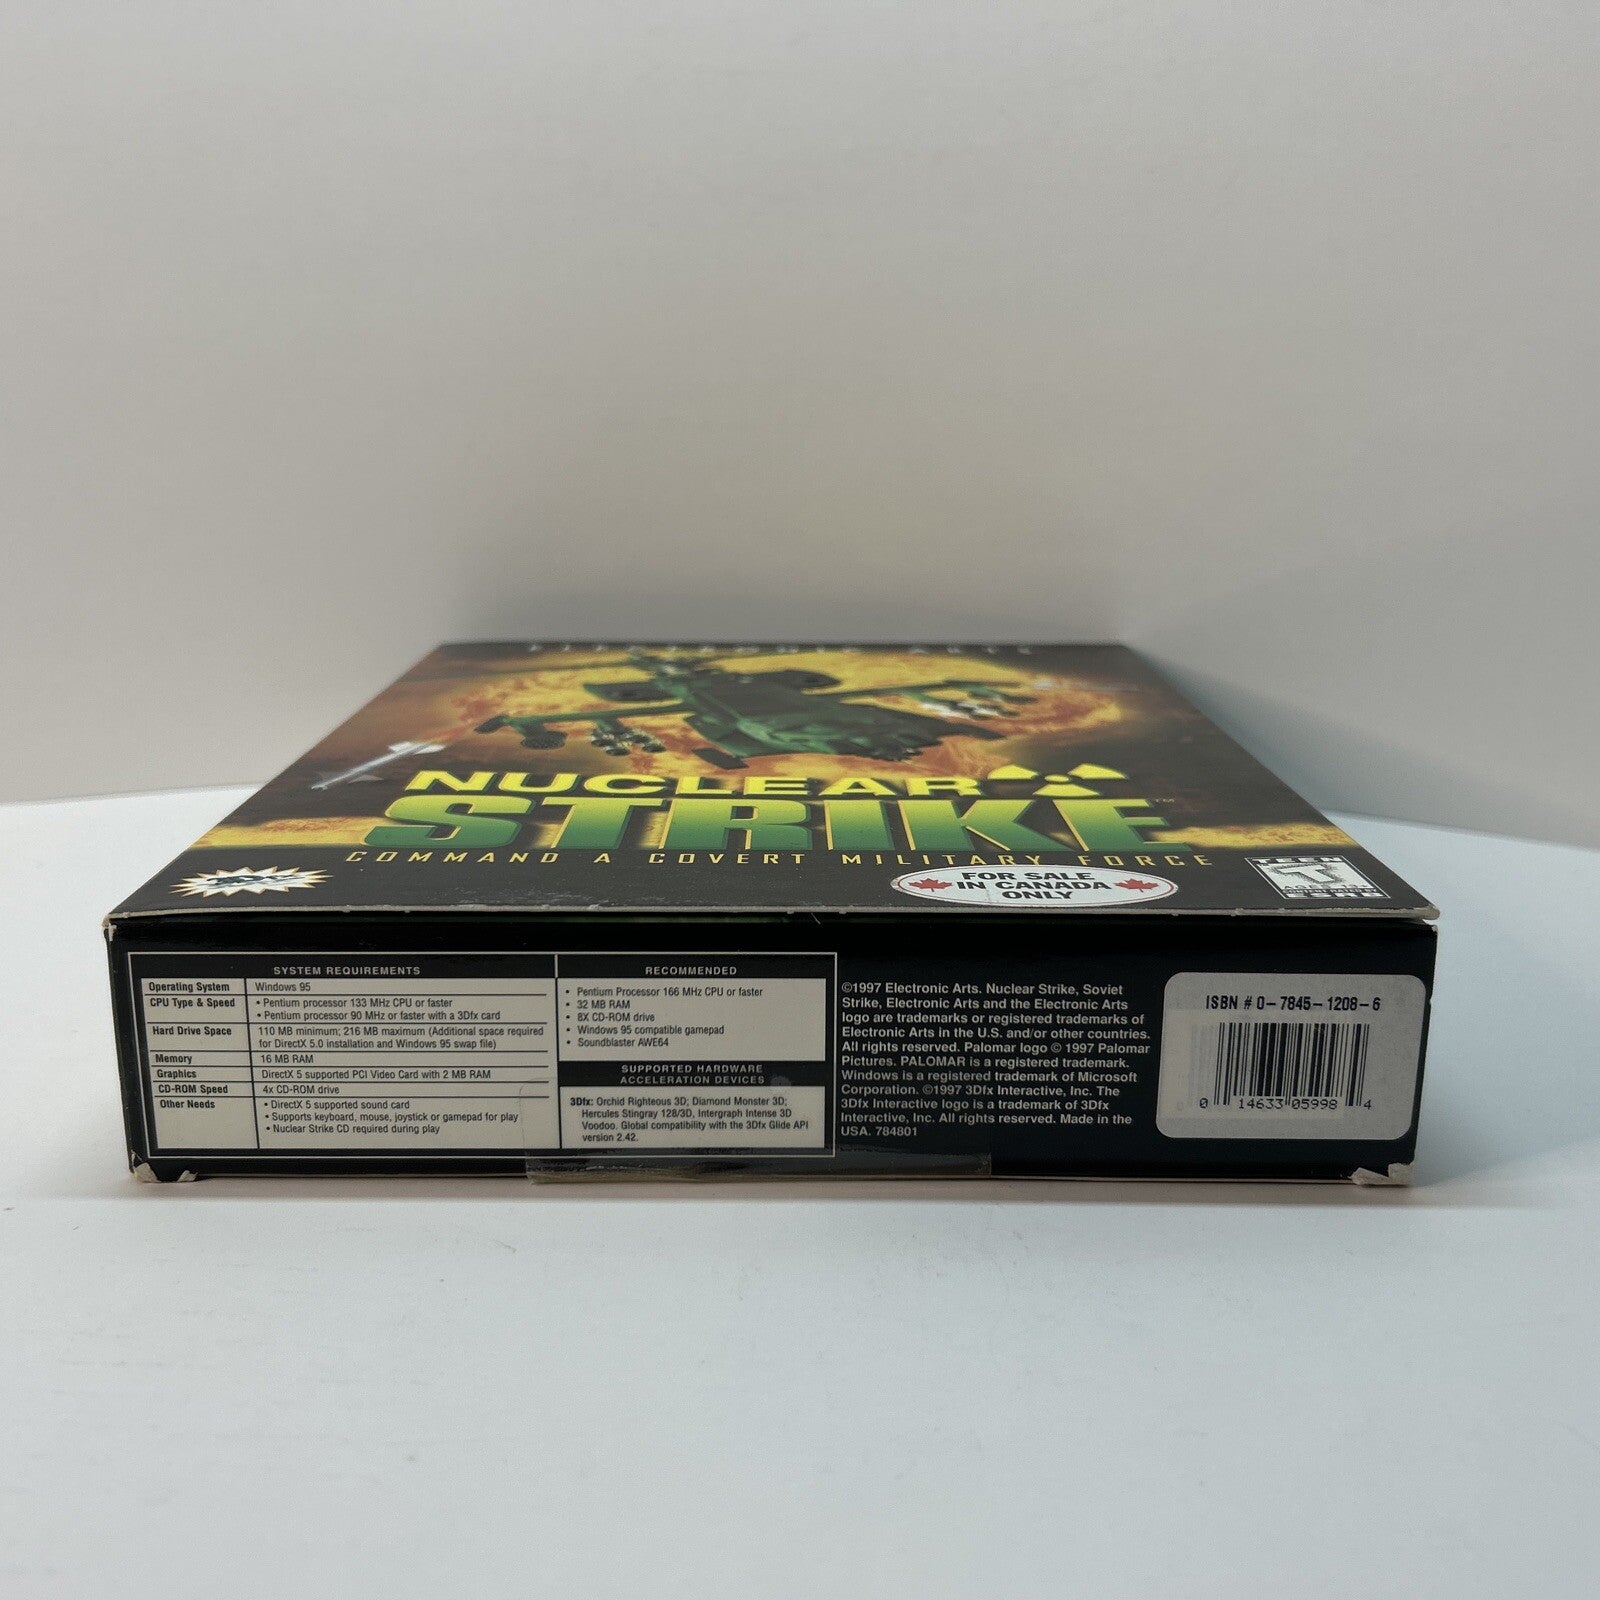 ELECTRONIC ARTS
NUCLEAR
STRIKE™
COMMAND A COVERT MILITARY FORCE
FOR SALE
IN CANADA
ONLY
TEEN
T
SYSTEM REQUIREMENTS
Operating System Windows 95
CPU Type & Speed • Pentium processor 133 MHz CPU or faster
• Pentium processor 90 MHz or faster with a 3Dfx card
Hard Drive Space 110 MB minimum; 216 MB maximum (Additional space required
for DirectX 5.0 installation and Windows 95 swap file)
Memory 16 MB RAM
Graphics DirectX 5 supported PCI Video Card with 2 MB RAM
CD-ROM Speed 4x CD-ROM drive
Other Needs • DirectX 5 supported sound card
• Supports keyboard, mouse, joystick or gamepad for play
• Nuclear Strike CD required during play
RECOMMENDED
• Pentium Processor 166 MHz CPU or faster
• 32 MB RAM
• 8X CD-ROM drive
• Windows 95 compatible gamepad
• Soundblaster AWE64
SUPPORTED HARDWARE
ACCELERATION DEVICES
3Dfx: Orchid Righteous 3D; Diamond Monster 3D;
Hercules Stingray 128/3D, Intergraph Intense 3D
Voodoo. Global compatibility with the 3Dfx Glide API
version 2.42.
©1997 Electronic Arts. Nuclear Strike, Soviet
Strike, Electronic Arts and the Electronic Arts
logo are trademarks or registered trademarks of
Electronic Arts in the U.S. and/or other countries.
All rights reserved. Palomar logo © 1997 Palomar
Pictures. PALOMAR is a registered trademark.
Windows is a registered trademark of Microsoft
Corporation. ©1997 3Dfx Interactive, Inc. The
3Dfx Interactive logo is a trademark of 3Dfx
Interactive, Inc. All rights reserved. Made in the
USA. 784801
ISBN # 0-7845-1208-6
0 14633 05998 4